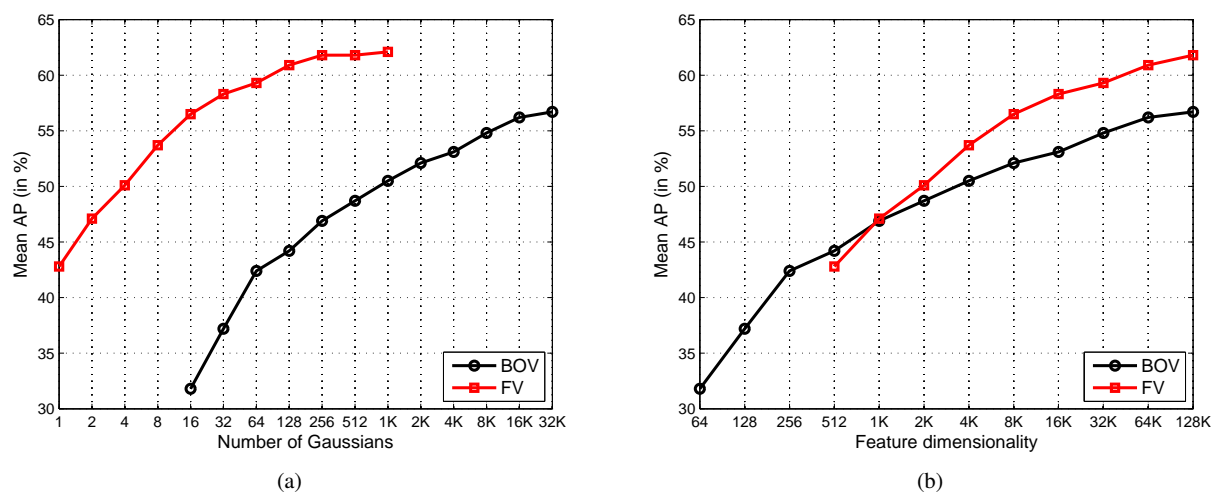 65
60
55
50
45
40
35
30
Mean AP (in %)
BOV
FV
1 2 4 8 16 32 64 128 256 512 1K 2K 4K 8K 16K 32K
Number of Gaussians
(a)
65
60
55
50
45
40
35
30
Mean AP (in %)
BOV
FV
64 128 256 512 1K 2K 4K 8K 16K 32K 64K 128K
Feature dimensionality
(b)